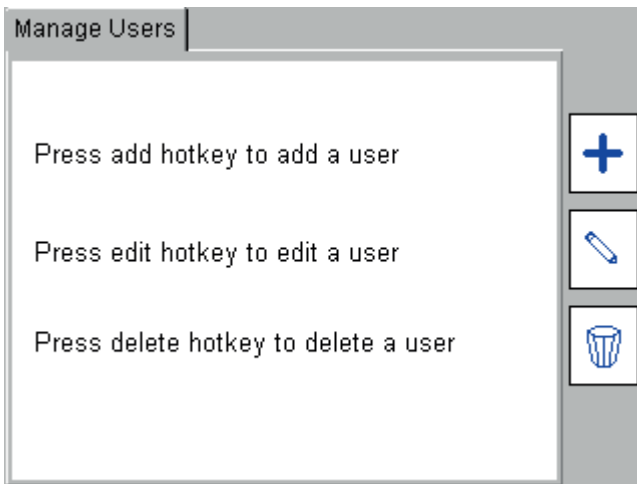 Manage Users
Press add hotkey to add a user
Press edit hotkey to edit a user
Press delete hotkey to delete a user